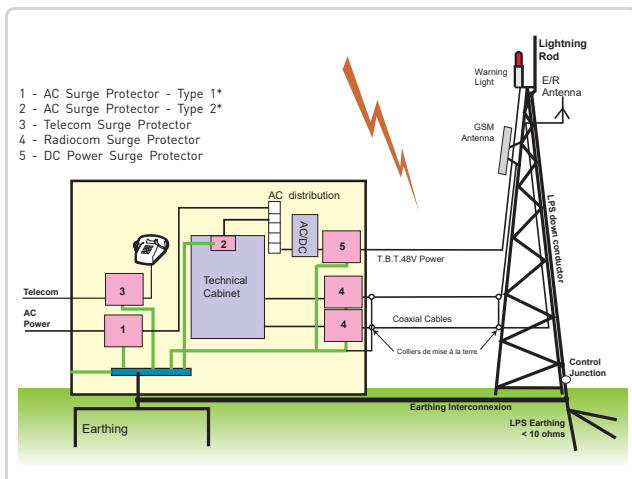 1 - AC Surge Protector - Type 1*
2 - AC Surge Protector - Type 2*
3 - Telecom Surge Protector
4 - Radiocom Surge Protector
5 - DC Power Surge Protector
Lightning
Rod
Warning
Light
E/R
Antenna
GSM
Antenna
LPS down conductor
AC distribution
2
AC/DC
5
T.B.T.48V Power
Technical
Cabinet
Telecom
3
4
AC
Power
1
4
Coaxial Cables
Colliers de mise à la terre
Control
Junction
Earthing Interconnexion
Earthing
LPS Earthing
< 10 ohms